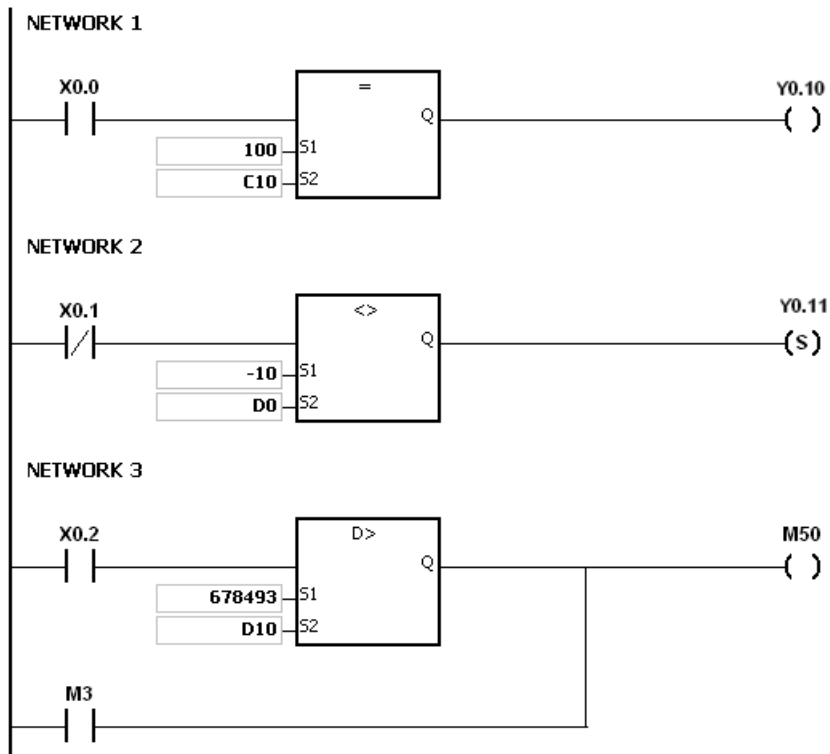 NETWORK 1
X0.0
=
Y0.10
Q
100 S1
C10 S2
NETWORK 2
X0.1
<>
Y0.11
Q
(S)
-10 S1
D0 S2
NETWORK 3
X0.2
D>
M50
Q
678493 S1
D10 S2
M3